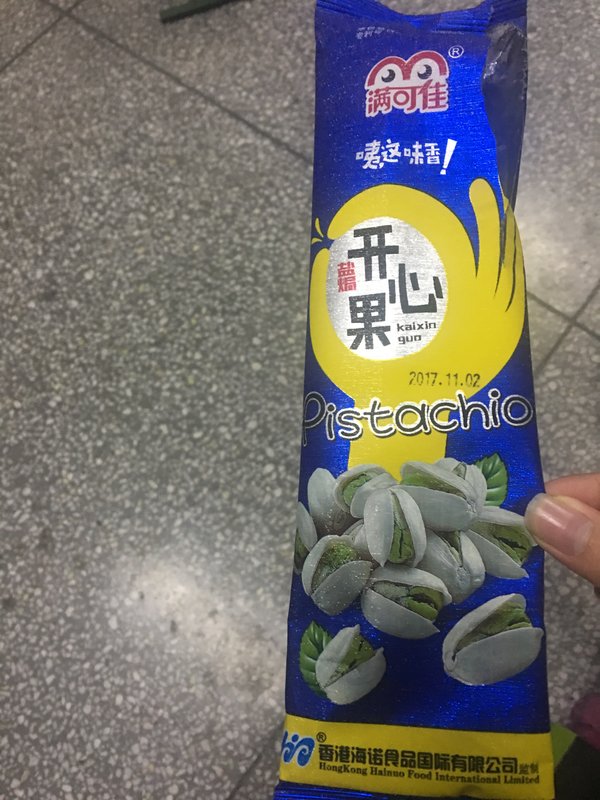 ®
满可佳
咦,这味香!
盐焗
开心果
kaixin
guo
2017.11.02
Pistachio
®
香港海诺食品国际有限公司 监制
HongKong Hainuo Food International Limited